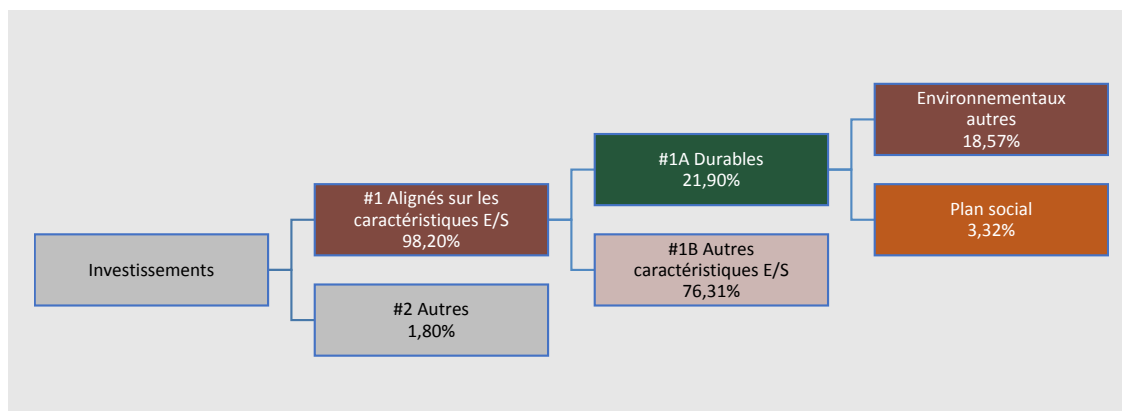 Investissements
#1 Alignés sur les
caractéristiques E/S
98,20%
#2 Autres
1,80%
#1A Durables
21,90%
#1B Autres
caractéristiques E/S
76,31%
Environnementaux
autres
18,57%
Plan social
3,32%